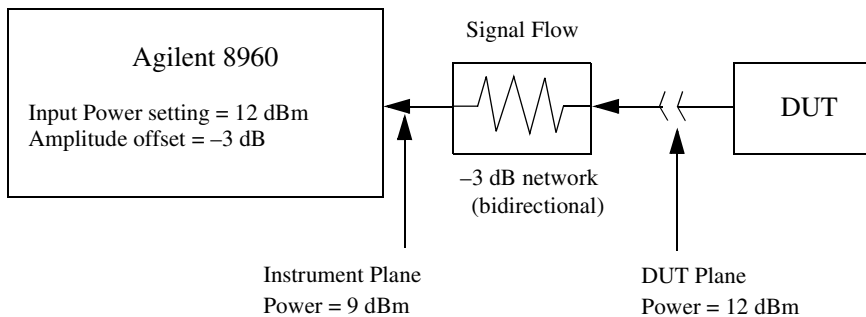 Signal Flow
Agilent 8960
Input Power setting = 12 dBm
Amplitude offset = –3 dB
DUT
–3 dB network
(bidirectional)
Instrument Plane
Power = 9 dBm
DUT Plane
Power = 12 dBm